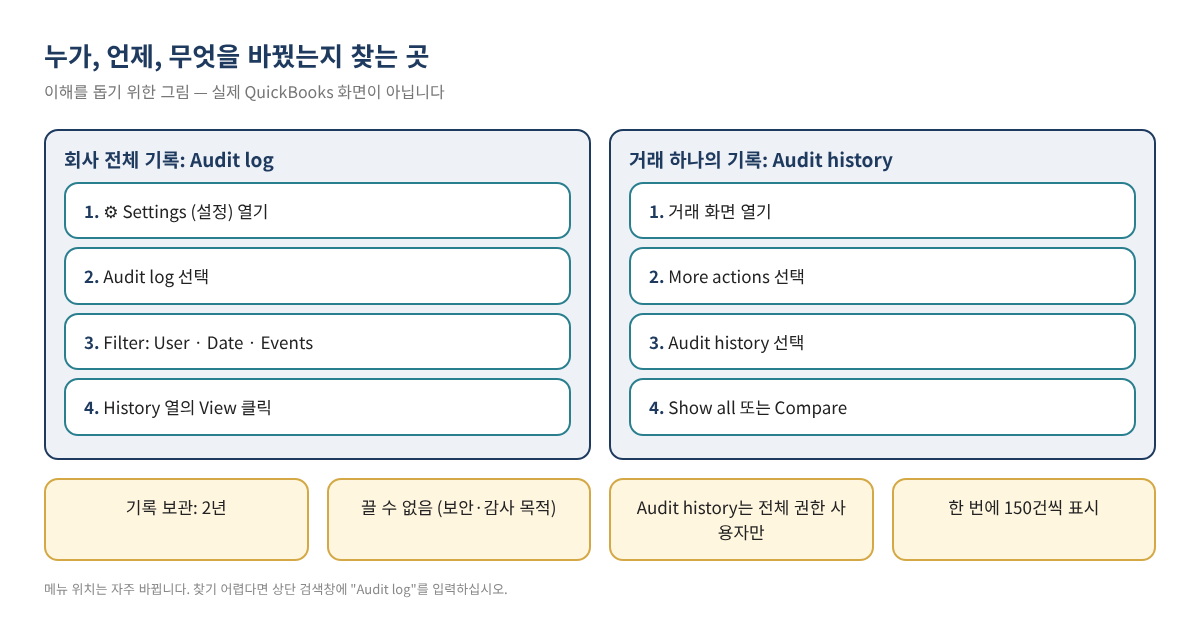 누가, 언제, 무엇을 바꿨는지 찾는 곳
이해를 돕기 위한 그림 — 실제 QuickBooks 화면이 아닙니다
회사 전체 기록: Audit log
1. ⚙ Settings (설정) 열기
2. Audit log 선택
3. Filter: User · Date · Events
4. History 열의 View 클릭
거래 하나의 기록: Audit history
1. 거래 화면 열기
2. More actions 선택
3. Audit history 선택
4. Show all 또는 Compare
기록 보관: 2년
끌 수 없음 (보안·감사 목적)
Audit history는 전체 권한 사
용자만
한 번에 150건씩 표시
메뉴 위치는 자주 바뀝니다. 찾기 어렵다면 상단 검색창에 "Audit log"를 입력하십시오.